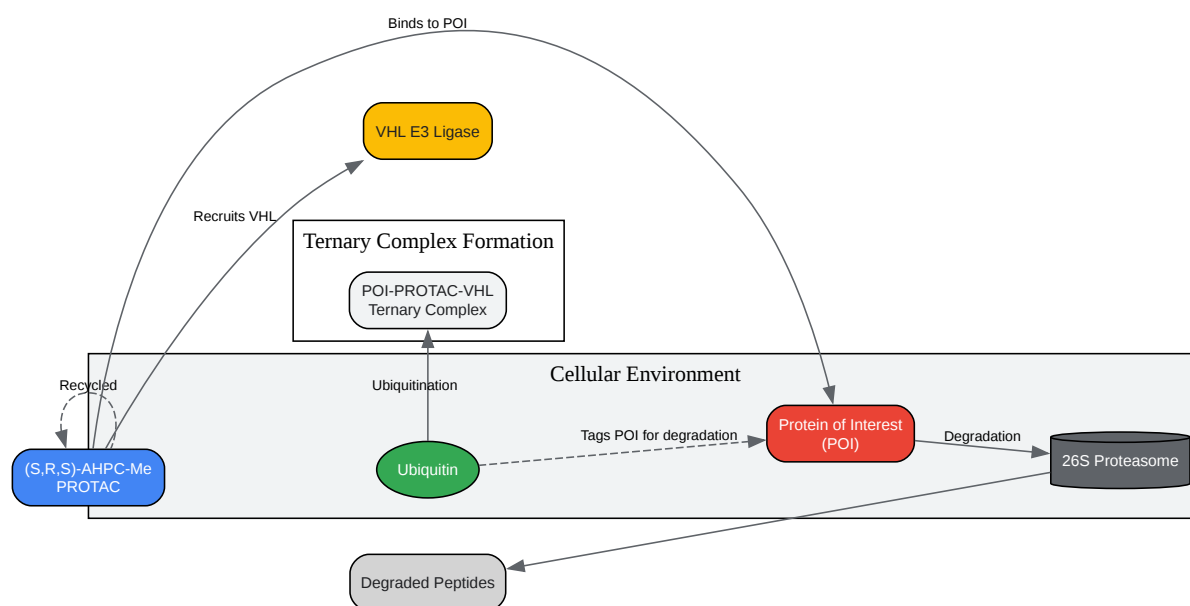 Binds to POI
VHL E3 Ligase
Recruits VHL
Ternary Complex Formation
POI-PROTAC-VHL
Ternary Complex
Cellular Environment
Recycled
Ubiquitination
Protein of Interest
(POI)
Tags POI for degradation
Degradation
26S Proteasome
(S,R,S)-AHPC-Me
PROTAC
Ubiquitin
Degraded Peptides